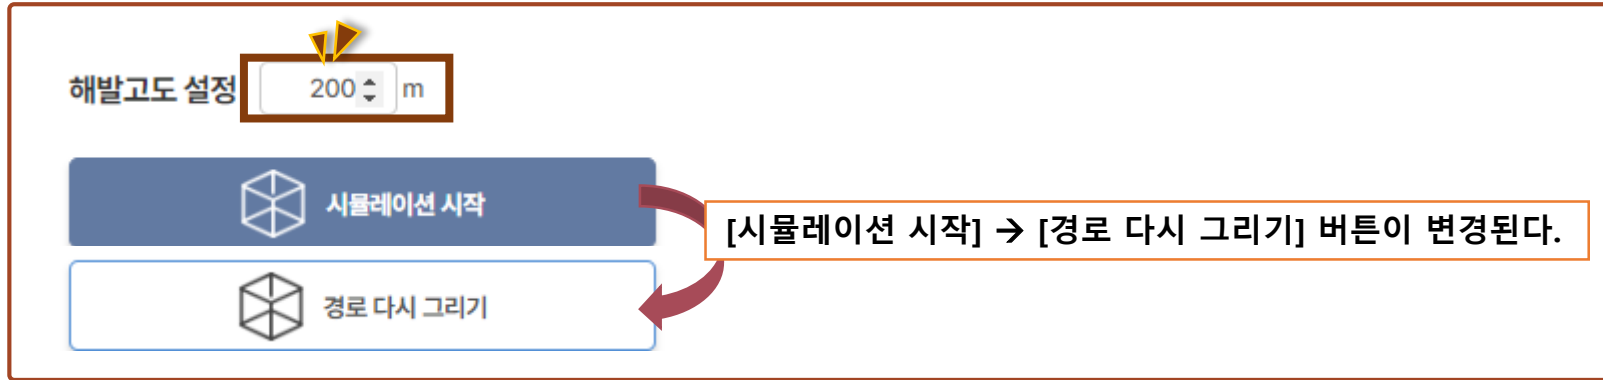 해발고도 설정 200 m
시뮬레이션 시작
[시뮬레이션 시작] → [경로 다시 그리기] 버튼이 변경된다.
경로 다시 그리기